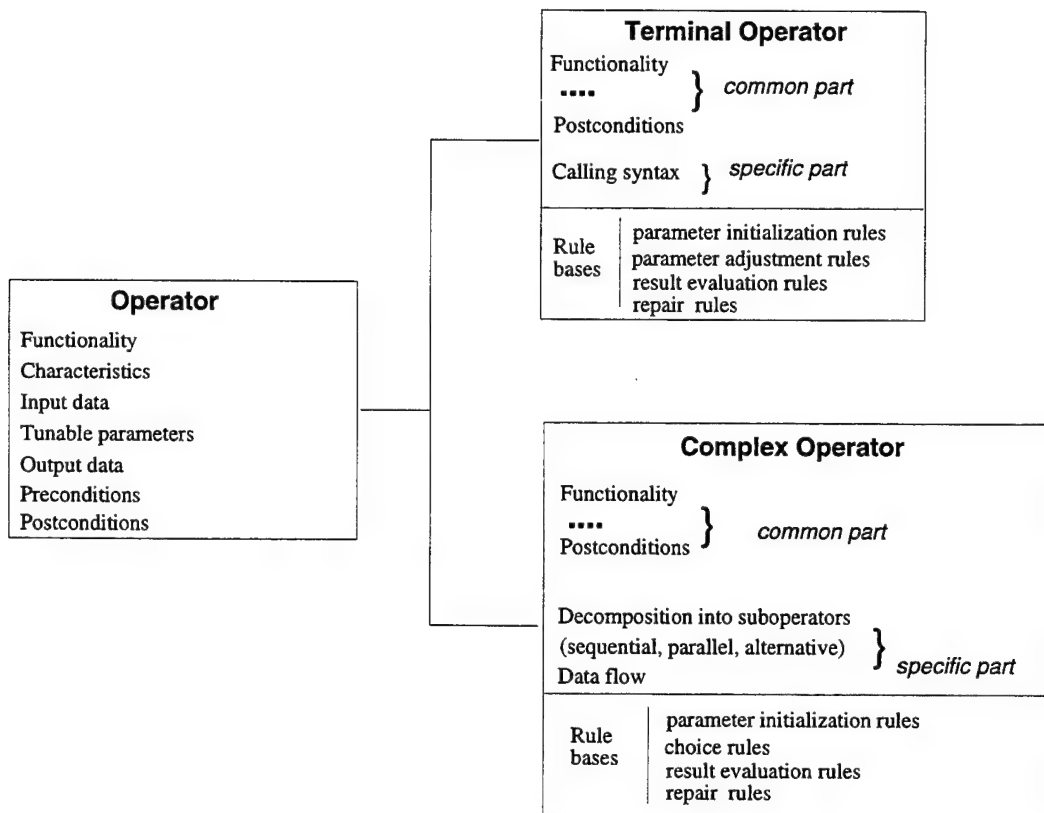 Terminal Operator
Functionality
....
} common part
Postconditions
Calling syntax } specific part
Rule bases
parameter initialization rules
parameter adjustment rules
result evaluation rules
repair rules
Operator
Functionality
Characteristics
Input data
Tunable parameters
Output data
Preconditions
Postconditions
Complex Operator
Functionality
....
} common part
Postconditions
Decomposition into suboperators
(sequential, parallel, alternative)
} specific part
Data flow
Rule
bases
parameter initialization rules
choice rules
result evaluation rules
repair rules